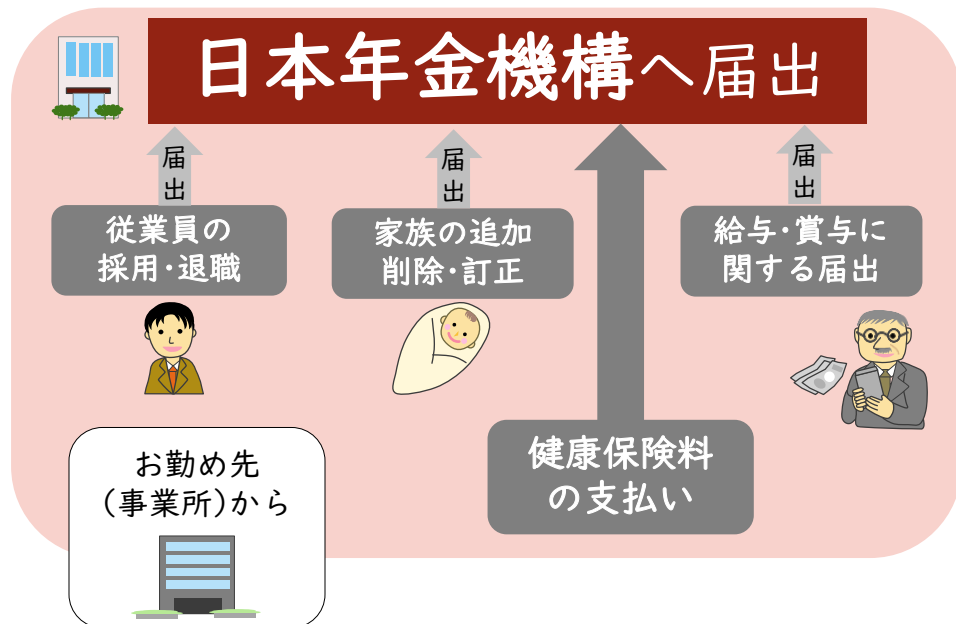 日本年金機構へ届出
届出
届出
届出
従業員の
採用・退職
家族の追加
削除・訂正
給与・賞与に
関する届出
健康保険料
の支払い
お勤め先
(事業所)から